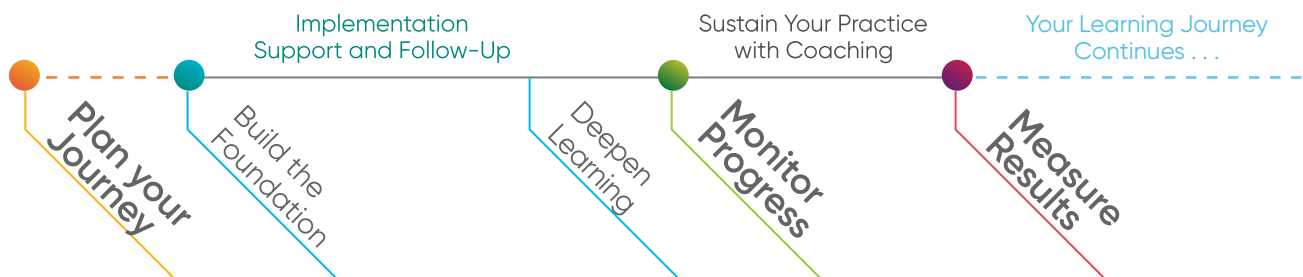 Implementation
Support and Follow-Up
Sustain Your Practice
with Coaching
Your Learning Journey
Continues . . .
Plan your
Journey
Build the
Foundation
Deepen
Learning
Monitor
Progress
Measure
Results